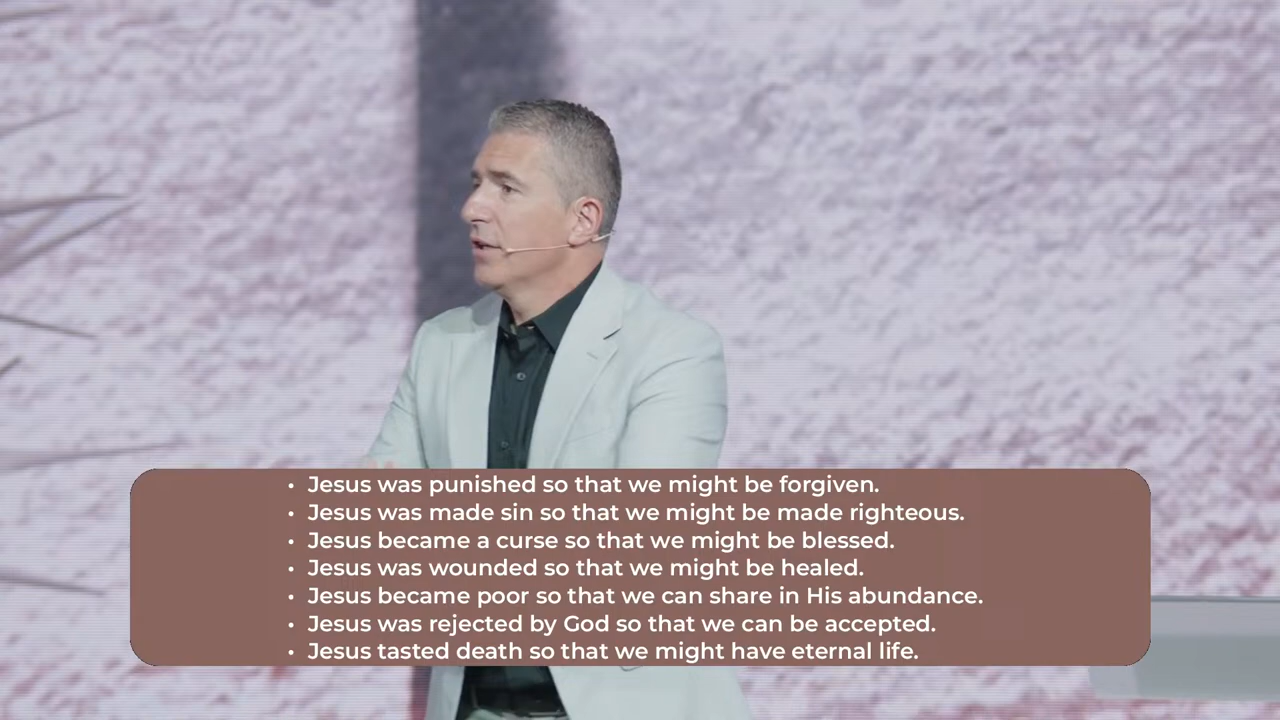 • Jesus was punished so that we might be forgiven.
• Jesus was made sin so that we might be made righteous.
• Jesus became a curse so that we might be blessed.
• Jesus was wounded so that we might be healed.
• Jesus became poor so that we can share in His abundance.
• Jesus was rejected by God so that we can be accepted.
• Jesus tasted death so that we might have eternal life.